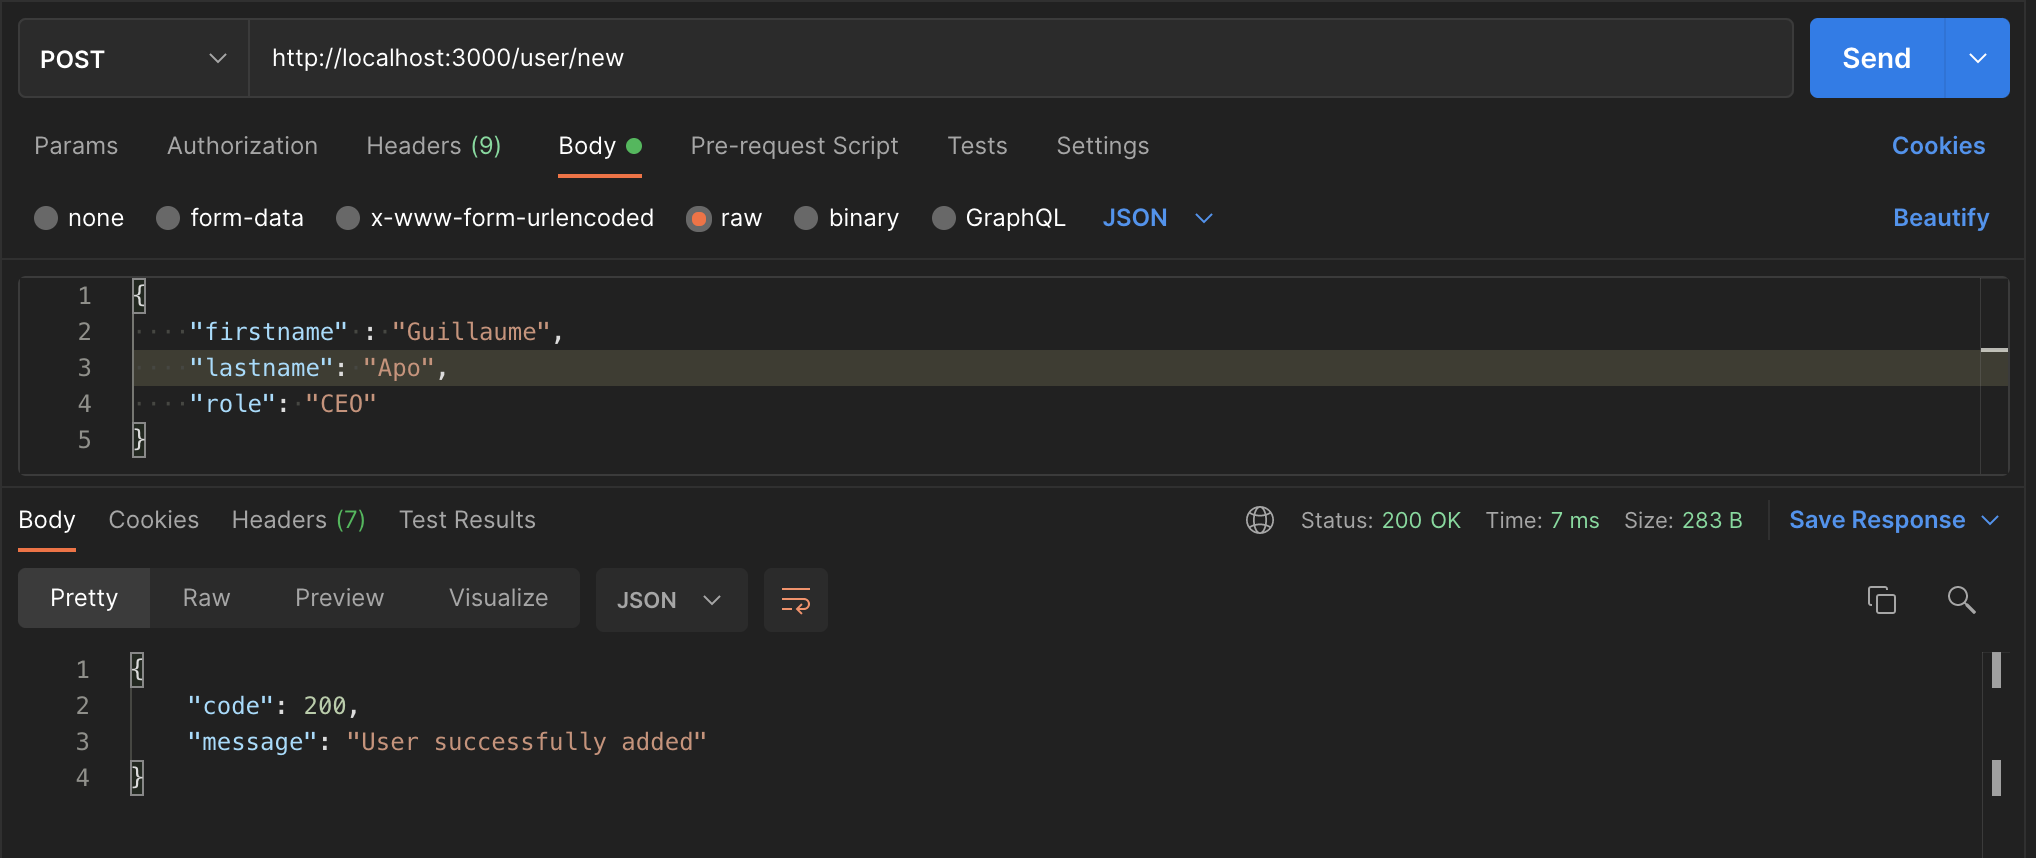 POST http://localhost:3000/user/new Send
Params Authorization Headers (9) Body Pre-request Script Tests Settings Cookies
none form-data x-www-form-urlencoded raw binary GraphQL JSON Beautify
1 {
2 "firstname" : "Guillaume",
3 "lastname": "Apo",
4 "role": "CEO"
5 }
Body Cookies Headers (7) Test Results Status: 200 OK Time: 7 ms Size: 283 B Save Response
Pretty Raw Preview Visualize JSON
1 {
2 "code": 200,
3 "message": "User successfully added"
4 }